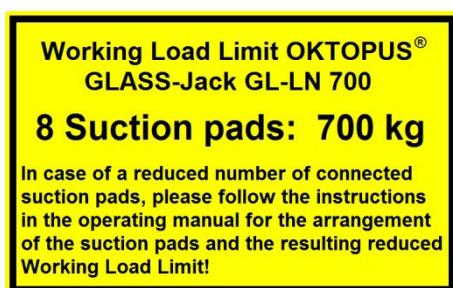 Working Load Limit OKTOPUS®
GLASS-Jack GL-LN 700
8 Suction pads: 700 kg
In case of a reduced number of connected
suction pads, please follow the instructions
in the operating manual for the arrangement
of the suction pads and the resulting reduced
Working Load Limit!